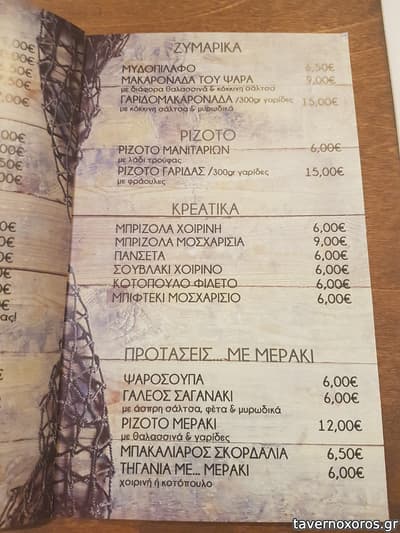 ΖΥΜΑΡΙΚΑ
ΜΥΔΟΠΙΛΑΦΟ 6,50€
ΜΑΚΑΡΟΝΑΔΑ ΤΟΥ ΨΑΡΑ 9,00€
με διάφορα θαλασσινά & κόκκινη σάλτσα
ΓΑΡΙΔΟΜΑΚΑΡΟΝΑΔΑ /300gr γαρίδες 15,00€
με κόκκινη σάλτσα & μυρωδικά
ΡΙΖΟΤΟ
ΡΙΖΟΤΟ ΜΑΝΙΤΑΡΙΩΝ 6,00€
με λάδι τρούφας
ΡΙΖΟΤΟ ΓΑΡΙΔΑΣ /300gr γαρίδες 15,00€
με φράουλες
ΚΡΕΑΤΙΚΑ
ΜΠΡΙΖΟΛΑ ΧΟΙΡΙΝΗ 6,00€
ΜΠΡΙΖΟΛΑ ΜΟΣΧΑΡΙΣΙΑ 9,00€
ΠΑΝΣΕΤΑ 6,00€
ΣΟΥΒΛΑΚΙ ΧΟΙΡΙΝΟ 6,00€
ΚΟΤΟΠΟΥΛΟ ΦΙΛΕΤΟ 6,00€
ΜΠΙΦΤΕΚΙ ΜΟΣΧΑΡΙΣΙΟ 6,00€
ΠΡΟΤΑΣΕΙΣ... ΜΕ ΜΕΡΑΚΙ
ΨΑΡΟΣΟΥΠΑ 6,00€
ΓΑΛΕΟΣ ΣΑΓΑΝΑΚΙ 6,00€
με άσπρη σάλτσα, φέτα & μυρωδικά
ΡΙΖΟΤΟ ΜΕΡΑΚΙ 12,00€
με θαλασσινά & γαρίδες
ΜΠΑΚΑΛΙΑΡΟΣ ΣΚΟΡΔΑΛΙΑ 6,50€
ΤΗΓΑΝΙΑ ΜΕ... ΜΕΡΑΚΙ 6,00€
χοιρινή ή κοτόπουλο
tavernoxoros.gr